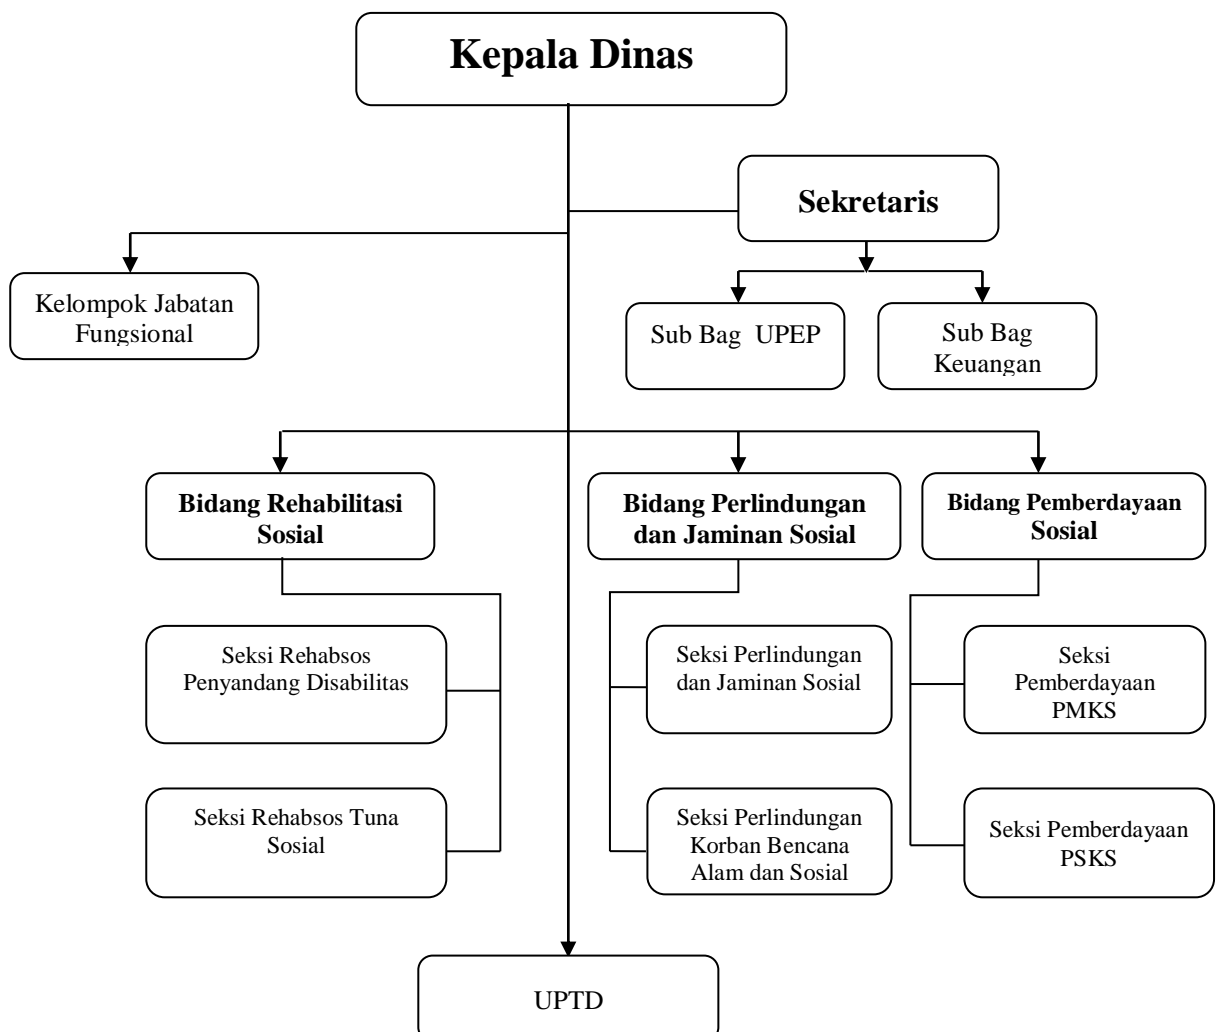 Kepala Dinas
Sekretaris
Kelompok Jabatan
Fungsional
Sub Bag  UPEP
Sub Bag
Keuangan
Bidang Rehabilitasi
Sosial
Bidang Perlindungan
dan Jaminan Sosial
Bidang Pemberdayaan
Sosial
Seksi Rehabsos
Penyandang Disabilitas
Seksi Perlindungan
dan Jaminan Sosial
Seksi
Pemberdayaan
PMKS
Seksi Rehabsos Tuna
Sosial
Seksi Perlindungan
Korban Bencana
Alam dan Sosial
Seksi Pemberdayaan
PSKS
UPTD